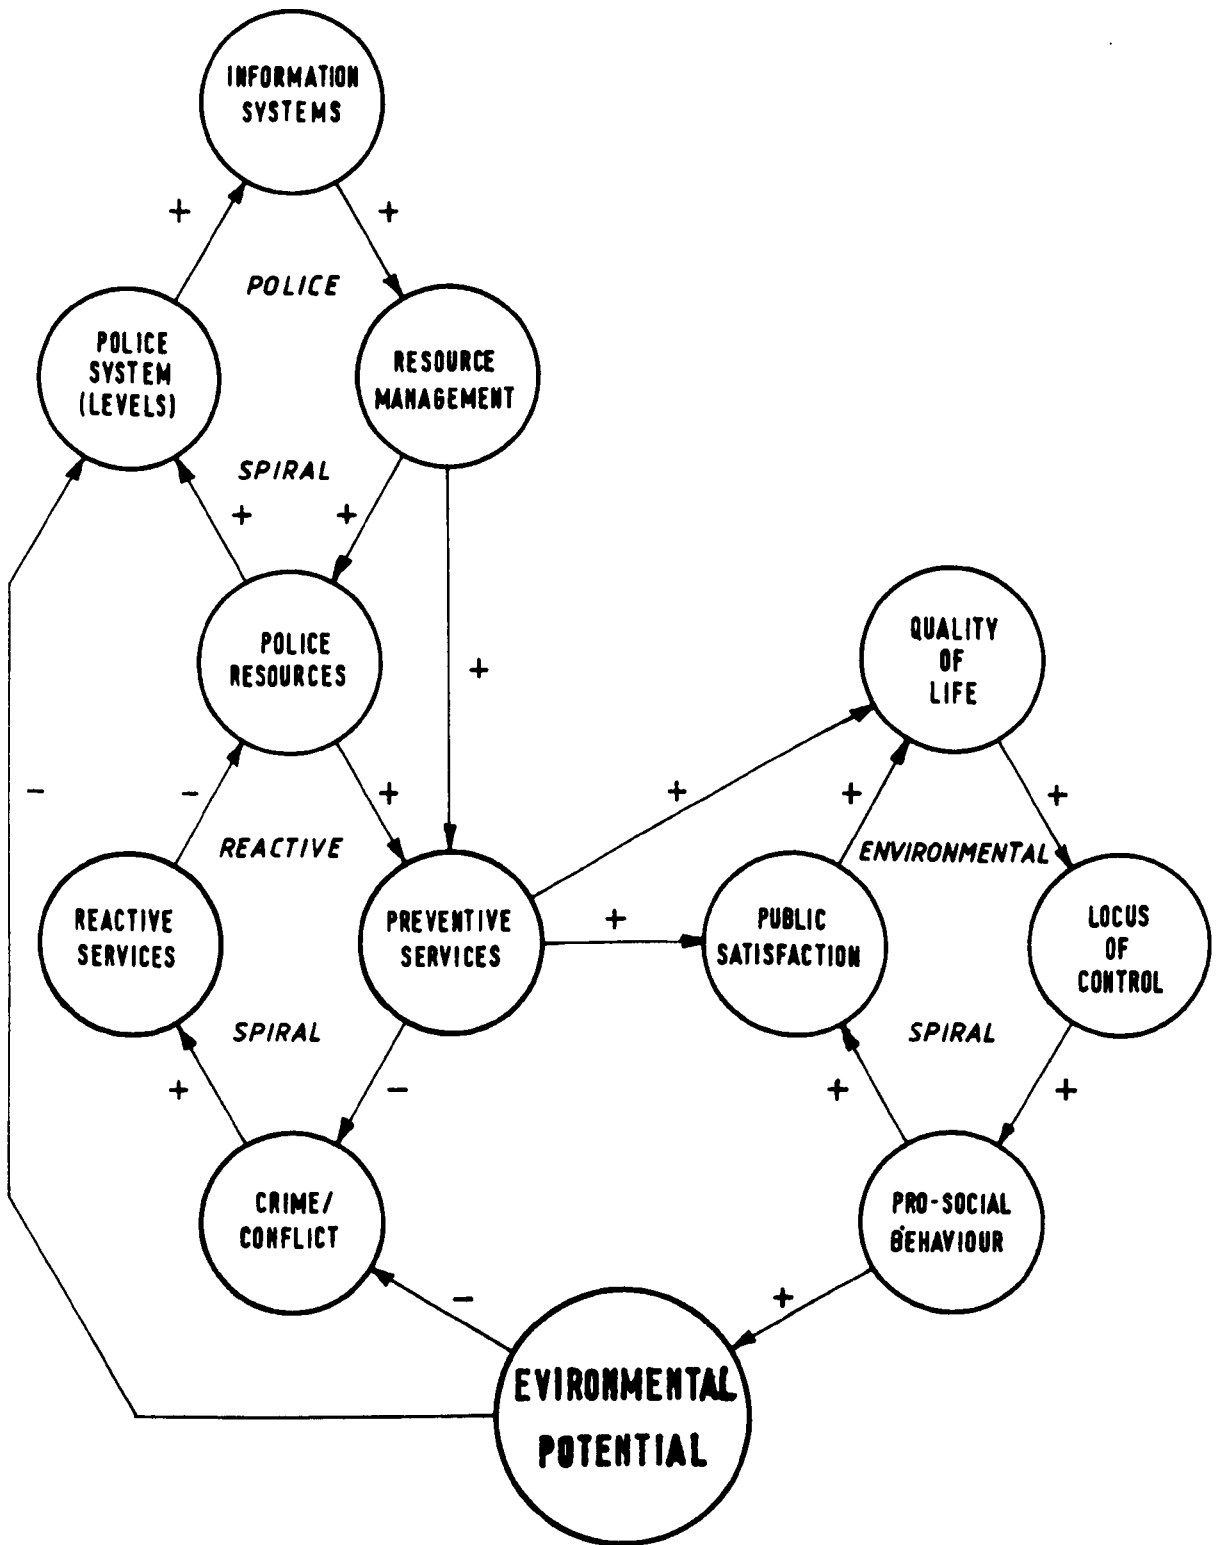 INFORMATION
SYSTEMS
+
+
POLICE
POLICE
SYSTEM
(LEVELS)
RESOURCE
MANAGEMENT
SPIRAL
+
+
POLICE
RESOURCES
+
QUALITY
OF
LIFE
-
-
+
+
+
+
REACTIVE
ENVIRONMENTAL
REACTIVE
SERVICES
PREVENTIVE
SERVICES
+
PUBLIC
SATISFACTION
LOCUS
OF
CONTROL
SPIRAL
SPIRAL
+
-
+
+
CRIME/
CONFLICT
PRO-SOCIAL
BEHAVIOUR
-
+
EVIRONMENTAL
POTENTIAL